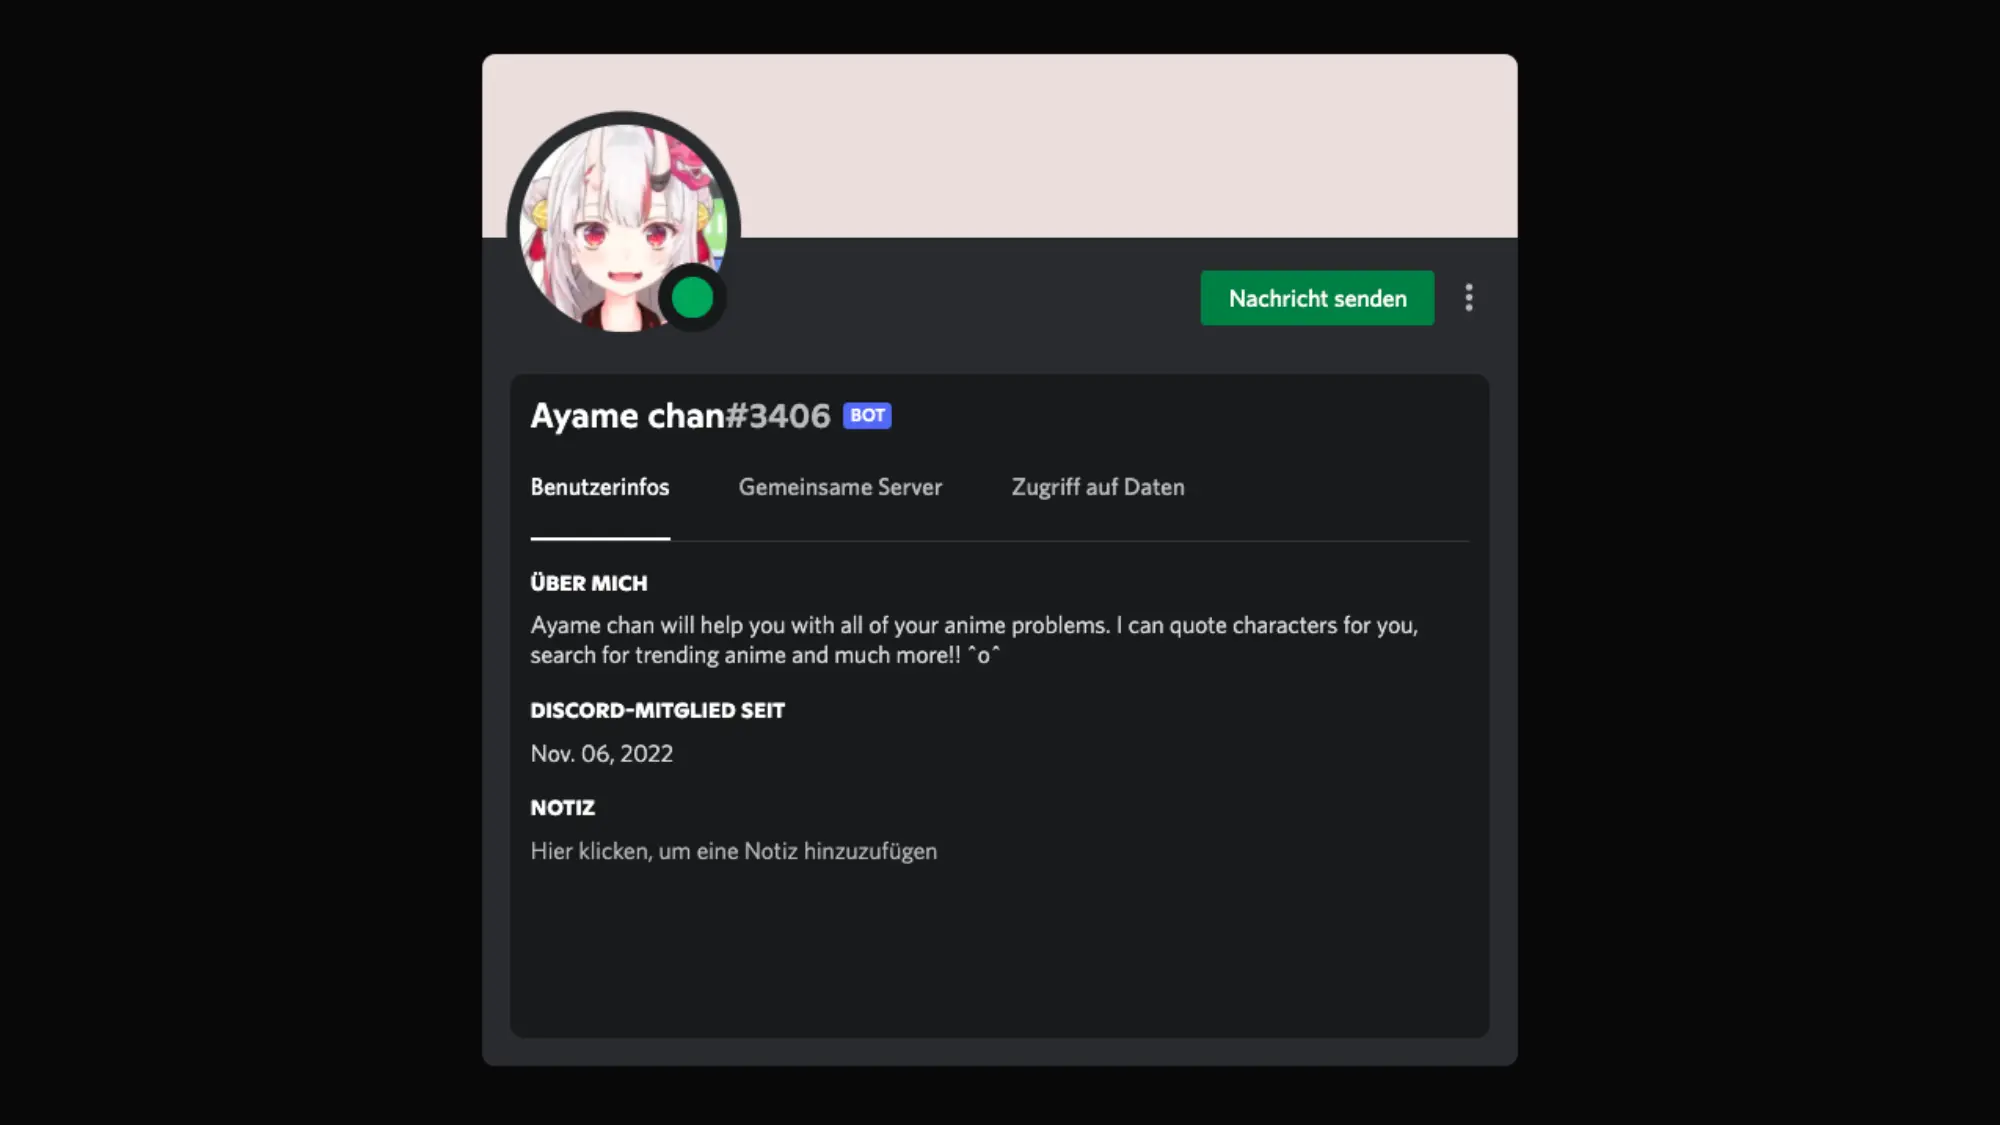 Nachricht senden
Ayame chan#3406 BOT
Benutzerinfos Gemeinsame Server Zugriff auf Daten
ÜBER MICH
Ayame chan will help you with all of your anime problems. I can quote characters for you,
search for trending anime and much more!! ^o^
DISCORD-MITGLIED SEIT
Nov. 06, 2022
NOTIZ
Hier klicken, um eine Notiz hinzuzufügen